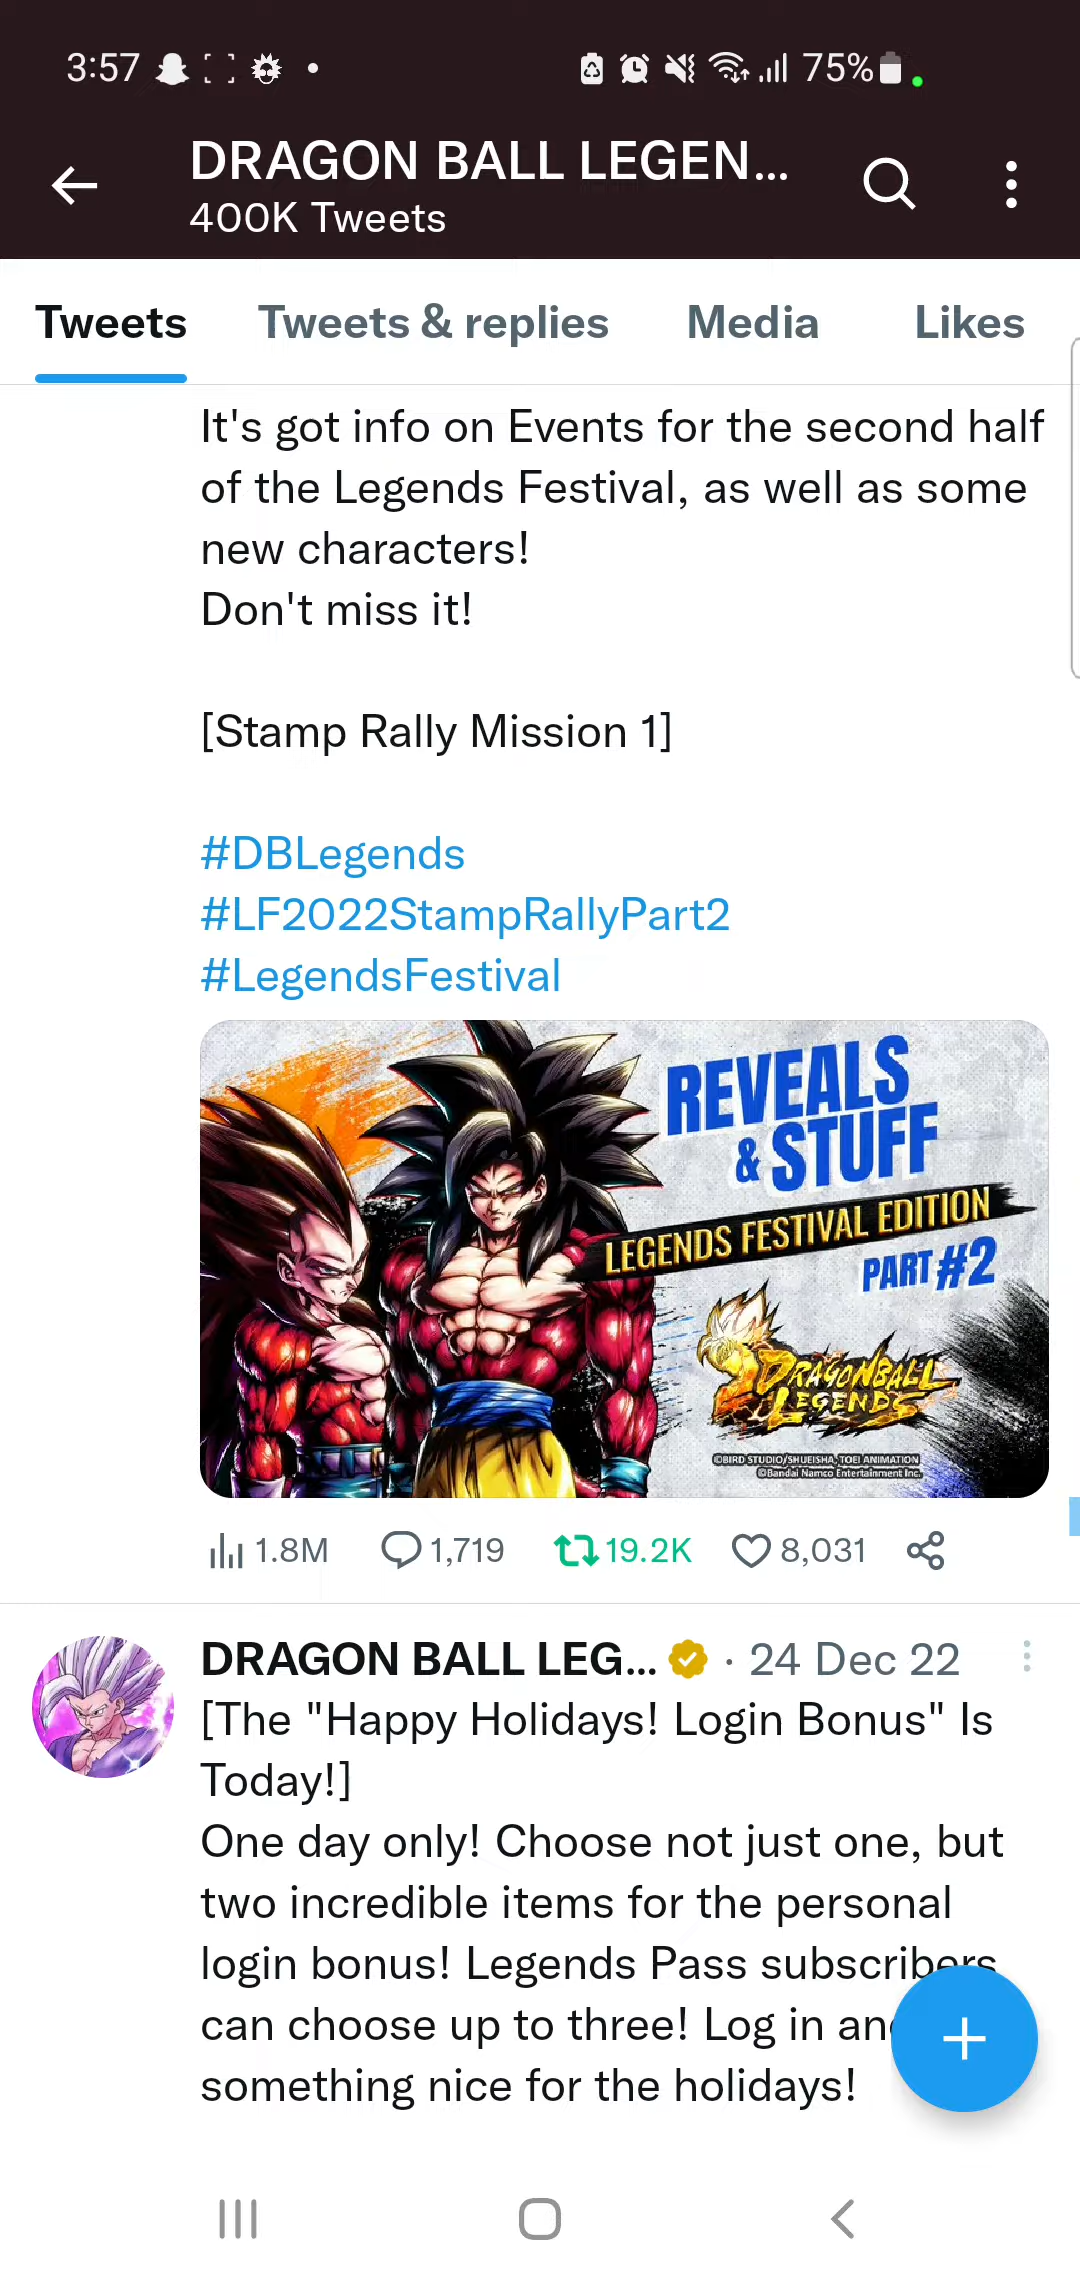 3:57
75%
DRAGON BALL LEGEN...
400K Tweets
Tweets
Tweets & replies
Media
Likes
It's got info on Events for the second half
of the Legends Festival, as well as some
new characters!
Don't miss it!
[Stamp Rally Mission 1]
#DBLegends
#LF2022StampRallyPart2
#LegendsFestival
REVEALS
& STUFF
LEGENDS FESTIVAL EDITION
PART #2
DRAGONBALL
LEGENDS
©BIRD STUDIO/SHUEISHA, TOEI ANIMATION
©Bandai Namco Entertainment Inc.
1.8M
1,719
19.2K
8,031
DRAGON BALL LEG... · 24 Dec 22
[The "Happy Holidays! Login Bonus" Is
Today!]
One day only! Choose not just one, but
two incredible items for the personal
login bonus! Legends Pass subscribers
can choose up to three! Log in an
something nice for the holidays!